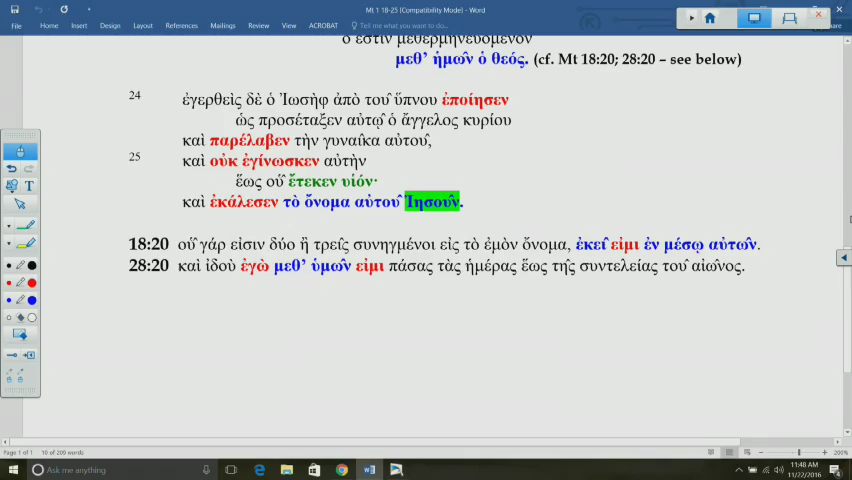 Mt 1 18-25 [Compatibility Mode] - Word
File Home Insert Design Layout References Mailings Review View ACROBAT Tell me what you want to do... Share
ὅ ἐστιν μεθερμηνευόμενον
μεθ’ ἡμῶν ὁ θεός. (cf. Mt 18:20; 28:20 – see below)
24 ἐγερθεὶς δὲ ὁ Ἰωσὴφ ἀπὸ τοῦ ὕπνου ἐποίησεν
ὡς προσέταξεν αὐτῷ ὁ ἄγγελος κυρίου
καὶ παρέλαβεν τὴν γυναῖκα αὐτοῦ,
25 καὶ οὐκ ἐγίνωσκεν αὐτὴν
ἕως οὗ ἔτεκεν υἱόν·
καὶ ἐκάλεσεν τὸ ὄνομα αὐτοῦ Ἰησοῦν.
18:20 οὗ γάρ εἰσιν δύο ἢ τρεῖς συνηγμένοι εἰς τὸ ἐμὸν ὄνομα, ἐκεῖ εἰμι ἐν μέσῳ αὐτῶν.
28:20 καὶ ἰδοὺ ἐγὼ μεθ’ ὑμῶν εἰμι πάσας τὰς ἡμέρας ἕως τῆς συντελείας τοῦ αἰῶνος.
Page 1 of 1 10 of 209 words 200%
Ask me anything
11:48 AM
11/22/2016